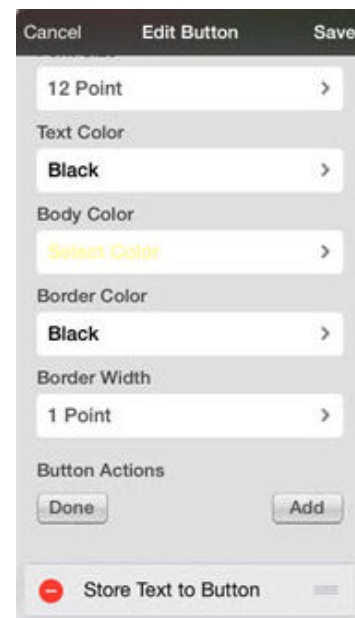 Cancel Edit Button Save
12 Point
Text Color
Black
Body Color
Select Color
Border Color
Black
Border Width
1 Point
Button Actions
Done Add
Store Text to Button